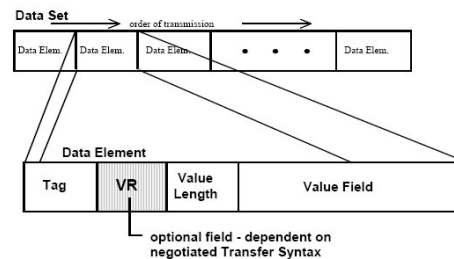 Data Set
order of transmission
Data Elem. Data Elem. Data Elem. Data Elem.
Data Element
Tag VR Value Length Value Field
optional field - dependent on
negotiated Transfer Syntax